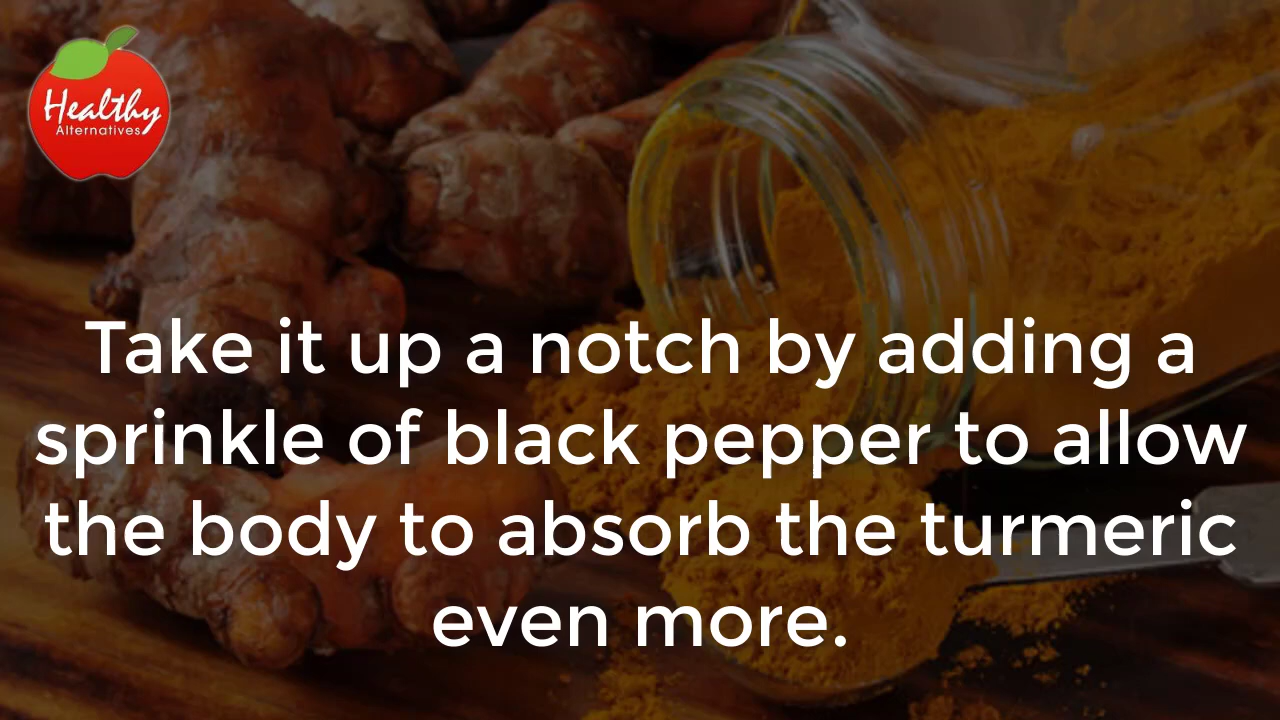 Healthy
Alternatives
Take it up a notch by adding a
sprinkle of black pepper to allow
the body to absorb the turmeric
even more.